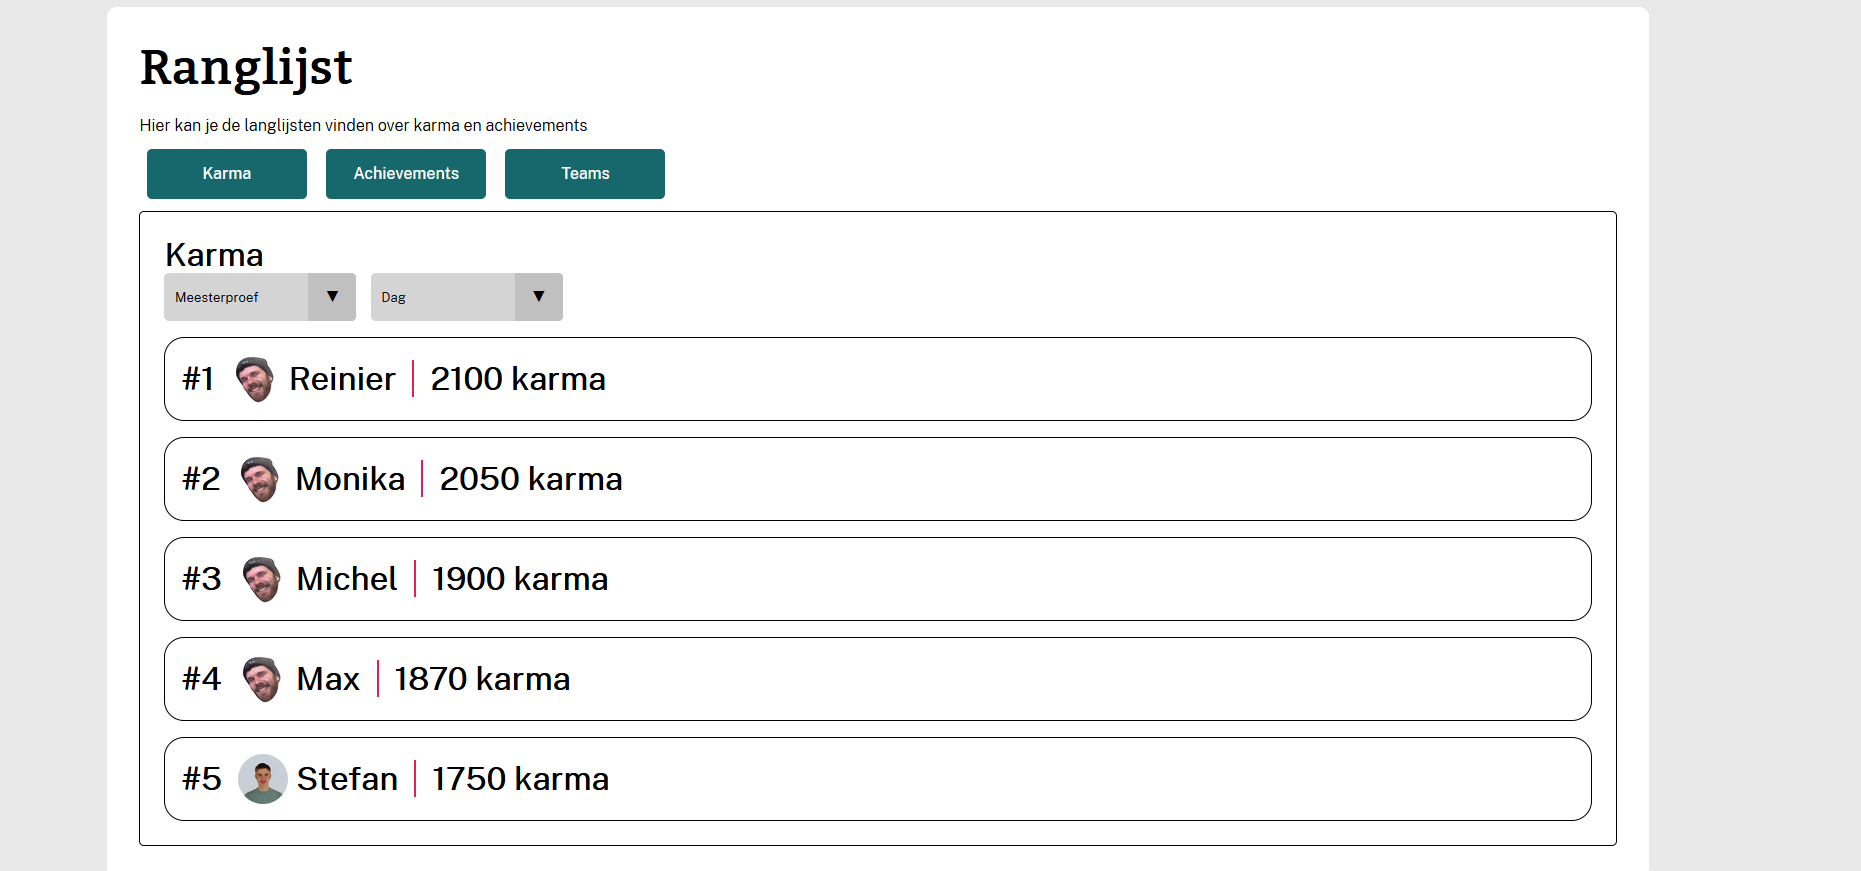 Ranglijst
Hier kan je de langlijsten vinden over karma en achievements
Karma Achievements Teams
Karma
Meesterproef ▼ Dag ▼
#1 Reinier | 2100 karma
#2 Monika | 2050 karma
#3 Michel | 1900 karma
#4 Max | 1870 karma
#5 Stefan | 1750 karma